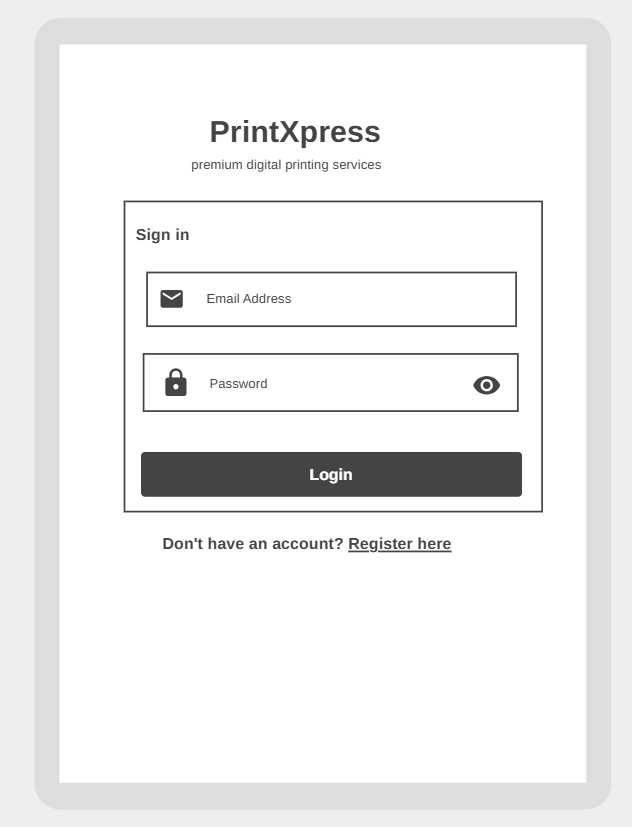 PrintXpress
premium digital printing services
Sign in
Email Address
Password
Login
Don't have an account? Register here